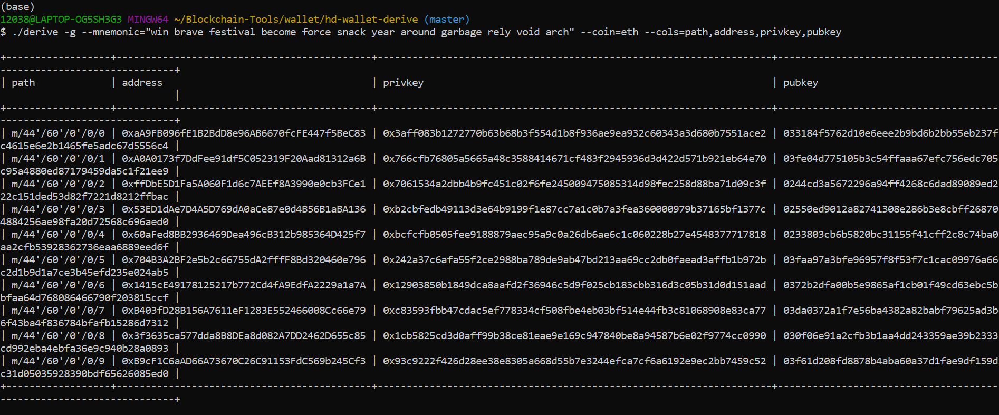 (base)
12038@LAPTOP-OG5SH3G3 MINGW64 ~/Blockchain-Tools/wallet/hd-wallet-derive (master)
$ ./derive -g --mnemonic="win brave festival become force snack year around garbage rely void arch" --coin=eth --cols=path,address,privkey,pubkey
+------------------+--------------------------------------------+--------------------------------------------------------------------+--------------------------------------
------------------------------+
| path | address | privkey | pubkey
|
+------------------+--------------------------------------------+--------------------------------------------------------------------+--------------------------------------
------------------------------+
| m/44'/60'/0'/0/0 | 0xaA9FB096fE1B2BdD8e96AB6670fcFE447f5BeC83 | 0x3aff083b1272770b63b68b3f554d1b8f936ae9ea932c60343a3d680b7551ace2 | 033184f5762d10e6eee2b9bd6b2bb55eb237f
c4615e6e2b1465fe5adc67d5556c4 |
| m/44'/60'/0'/0/1 | 0xA0A0173f7DdFee91df5C052319F20Aad81312a6B | 0x766cfb76805a5665a48c3588414671cf483f2945936d3d422d571b921eb64e70 | 03fe04d775105b3c54ffaaa67efc756edc705
c95a4880ed87179459da5c1f21ee9 |
| m/44'/60'/0'/0/2 | 0xffDbE5D1Fa5A060F1d6c7AEEf8A3990e0cb3FCe1 | 0x7061534a2dbb4b9fc451c02f6fe245009475085314d98fec258d88ba71d09c3f | 0244cd3a5672296a94ff4268c6dad89089ed2
22c151ded53d82f7221d8212ffbac |
| m/44'/60'/0'/0/3 | 0x53ED1dAe7D4A5D769dA0aCe87e0d4B56B1aBA136 | 0xb2cbfedb49113d3e64b9199f1e87cc7a1c0b7a3fea360000979b37165bf1377c | 02550ed9012a82741308e286b3e8cbff26870
4884256ae98fa20d72568c696aed0 |
| m/44'/60'/0'/0/4 | 0x60aFed8BB2936469Dea496cB312b985364D425f7 | 0xbcfcfb0505fee9188879aec95a9c0a26db6ae6c1c060228b27e4548377717818 | 0233803cb6b5820bc31155f41cff2c8c74ba0
aa2cfb53928362736eaa6889eed6f |
| m/44'/60'/0'/0/5 | 0x704B3A2BF2e5b2c66755dA2fffF8Bd320460e796 | 0x242a37c6afa55f2ce2988ba789de9ab47bd213aa69cc2db0faead3affb1b972b | 03faa97a3bfe96957f8f53f7c1cac09976a66
c2d1b9d1a7ce3b45efd235e024ab5 |
| m/44'/60'/0'/0/6 | 0x1415cE49178125217b772Cd4fA9EdfA2229a1a7A | 0x12903850b1849dca8aafd2f36946c5d9f025cb183cbb316d3c05b31d0d151aad | 0372b2dfa00b5e9865af1cb01f49cd63ebc5b
bfaa64d768086466790f203815ccf |
| m/44'/60'/0'/0/7 | 0xB403fD28B156A7611eF1283E552466008Cc66e79 | 0xc83593fbb47cdac5ef778334cf508fbe4eb03bf514e44fb3c81068908e83ca77 | 03da0372a1f7e56ba4382a82babf79625ad3b
6f43ba4f836784bfafb15286d7312 |
| m/44'/60'/0'/0/8 | 0x3f3635ca577dda8B8DEa8d082A7DD2462D655c85 | 0x1cb5825cd3d0aff99b38ce81eae9e169c947840be8a94587b6e02f9774cc0990 | 030f06e91a2cfb3b1aa4dd243359ae39b2333
cd992eba4ebfa36e9c940b28a0893 |
| m/44'/60'/0'/0/9 | 0xB9cF1C6aAD66A73670C26C91153FdC569b245Cf3 | 0x93c9222f426d28ee38e8305a668d55b7e3244efca7cf6a6192e9ec2bb7459c52 | 03f61d208fd8878b4aba60a37d1fae9df159d
c31d05035928390bdf65626085ed0 |
+------------------+--------------------------------------------+--------------------------------------------------------------------+--------------------------------------
------------------------------+